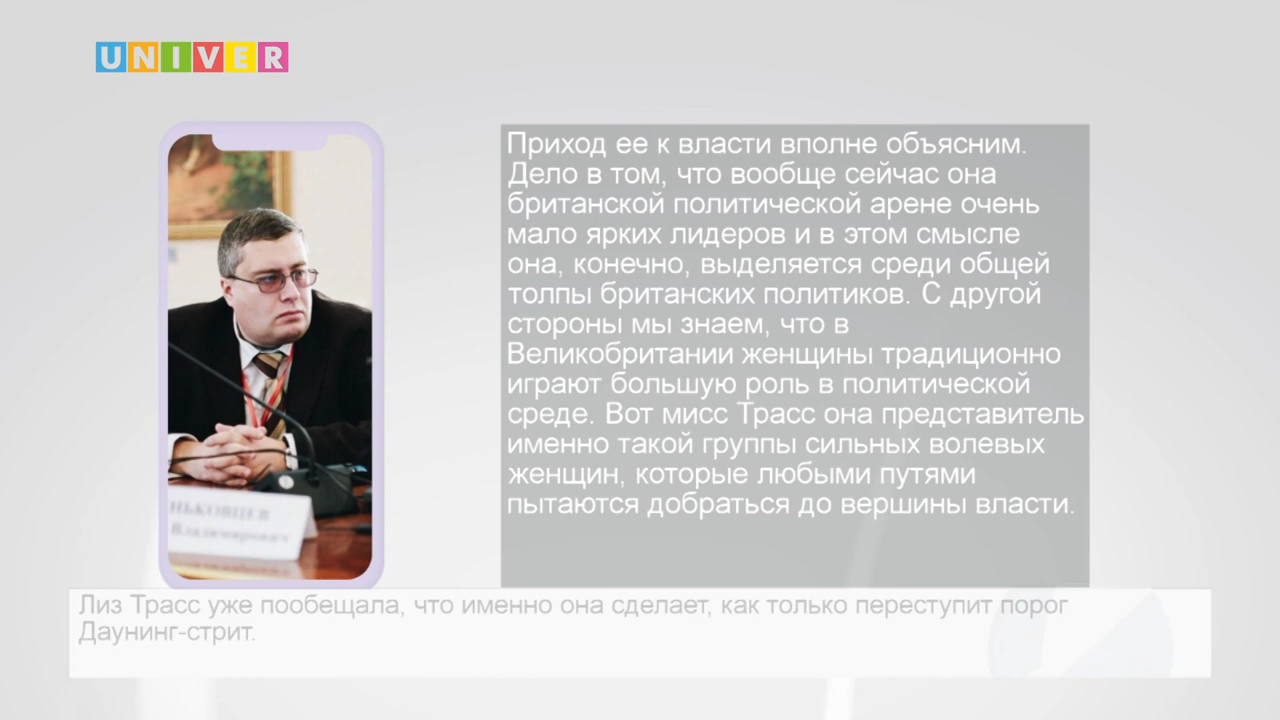 UNIVER
Приход ее к власти вполне объясним.
Дело в том, что вообще сейчас она
британской политической арене очень
мало ярких лидеров и в этом смысле
она, конечно, выделяется среди общей
толпы британских политиков. С другой
стороны мы знаем, что в
Великобритании женщины традиционно
играют большую роль в политической
среде. Вот мисс Трасс она представитель
именно такой группы сильных волевых
женщин, которые любыми путями
пытаются добраться до вершины власти.
НЬКОВЦЕВ
Владимирович
Лиз Трасс уже пообещала, что именно она сделает, как только переступит порог
Даунинг-стрит.